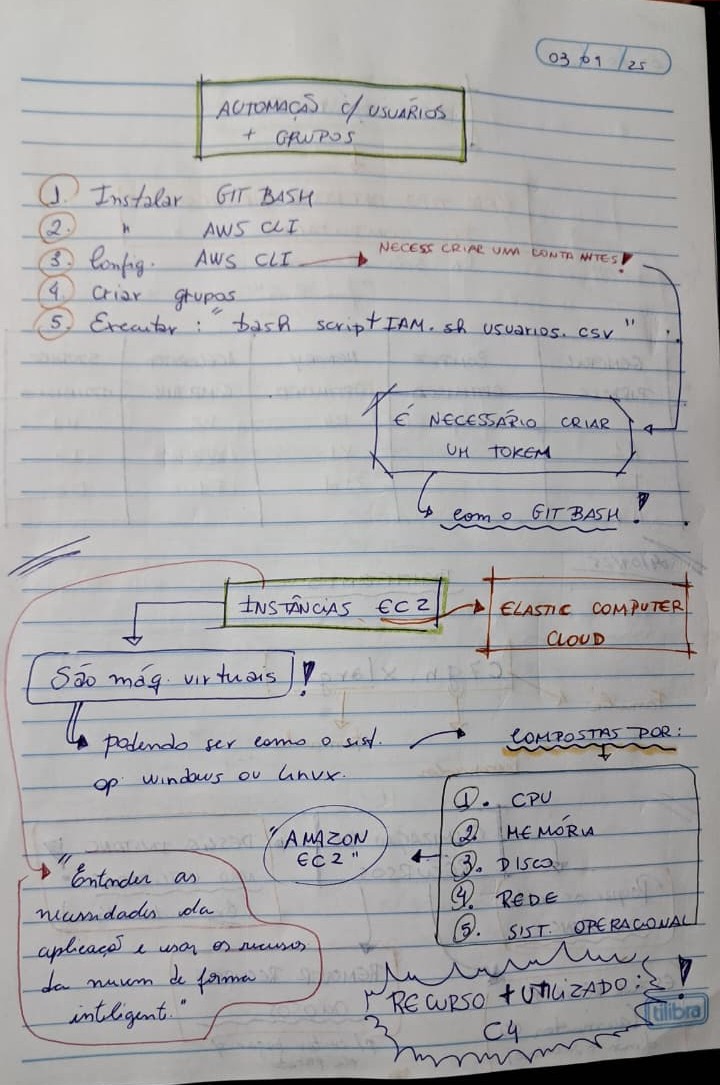 03/01/25
AUTOMAÇÃO c/ USUÁRIOS
+ GRUPOS
1. Instalar GIT BASH
2. " AWS CLI
3. Config. AWS CLI
NECESS CRIAR UMA CONTA ANTES!
4. Criar grupos
5. Executar: "bash scriptIAM.sh usuarios.csv"
É NECESSÁRIO CRIAR
UM TOKEM
com o GIT BASH!
INSTÂNCIAS EC2
ELASTIC COMPUTER
CLOUD
São máq. virtuais!
podendo ser como o sist.
op. windows ou Linux.
COMPOSTAS POR:
1. CPU
2. MEMÓRIA
3. DISCO
4. REDE
5. SIST. OPERACIONAL
"AMAZON
EC2"
"Entender as
necessidades da
aplicação e usar os recursos
da nuvem de forma
inteligent."
RECURSO + UTILIZADO:
C4!
tilibra